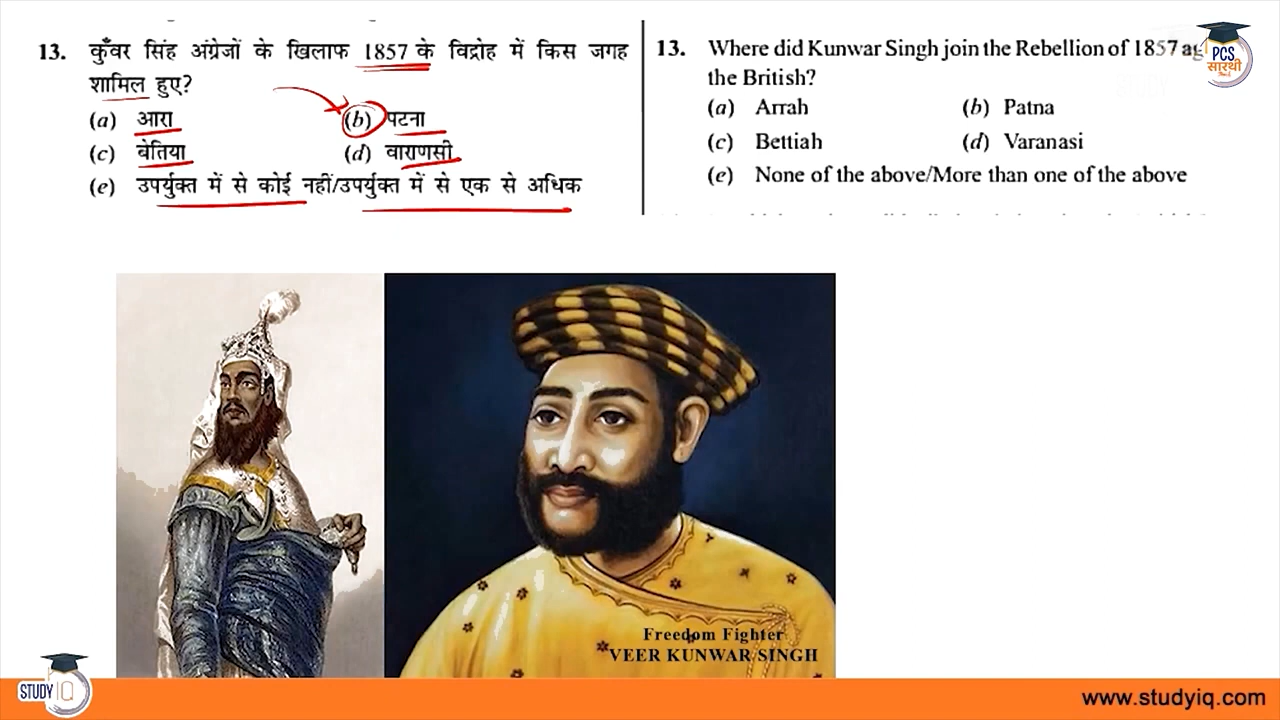 13. कुँवर सिंह अंग्रेजों के खिलाफ 1857 के विद्रोह में किस जगह
शामिल हुए?
(a) आरा (b) पटना
(c) बेतिया (d) वाराणसी
(e) उपर्युक्त में से कोई नहीं/उपर्युक्त में से एक से अधिक
13. Where did Kunwar Singh join the Rebellion of 1857 ag
the British?
(a) Arrah (b) Patna
(c) Bettiah (d) Varanasi
(e) None of the above/More than one of the above
PCS
सारथी
Freedom Fighter
VEER KUNWAR SINGH
STUDY IQ
www.studyiq.com